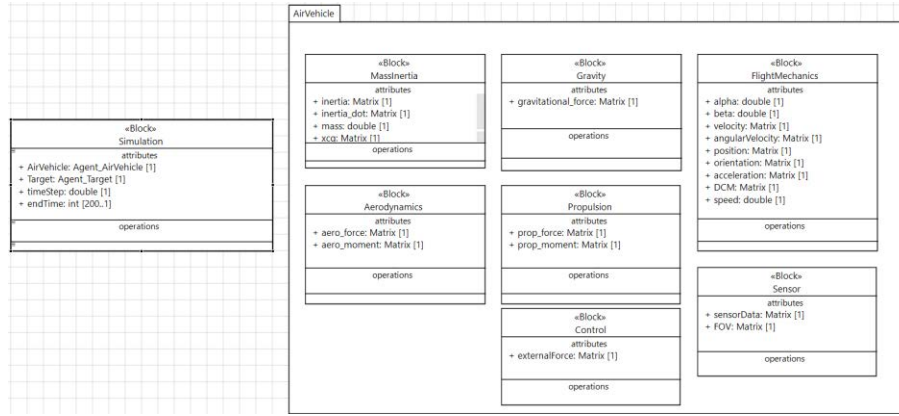 AirVehicle
«Block»
Simulation
attributes
+ AirVehicle: Agent_AirVehicle [1]
+ Target: Agent_Target [1]
+ timeStep: double [1]
+ endTime: int [200..1]
operations
«Block»
MassInertia
attributes
+ inertia: Matrix [1]
+ inertia_dot: Matrix [1]
+ mass: double [1]
+ xcg: Matrix [1]
operations
«Block»
Gravity
attributes
+ gravitational_force: Matrix [1]
operations
«Block»
FlightMechanics
attributes
+ alpha: double [1]
+ beta: double [1]
+ velocity: Matrix [1]
+ angularVelocity: Matrix [1]
+ position: Matrix [1]
+ orientation: Matrix [1]
+ acceleration: Matrix [1]
+ DCM: Matrix [1]
+ speed: double [1]
operations
«Block»
Aerodynamics
attributes
+ aero_force: Matrix [1]
+ aero_moment: Matrix [1]
operations
«Block»
Propulsion
attributes
+ prop_force: Matrix [1]
+ prop_moment: Matrix [1]
operations
«Block»
Sensor
attributes
+ sensorData: Matrix [1]
+ FOV: Matrix [1]
operations
«Block»
Control
attributes
+ externalForce: Matrix [1]
operations